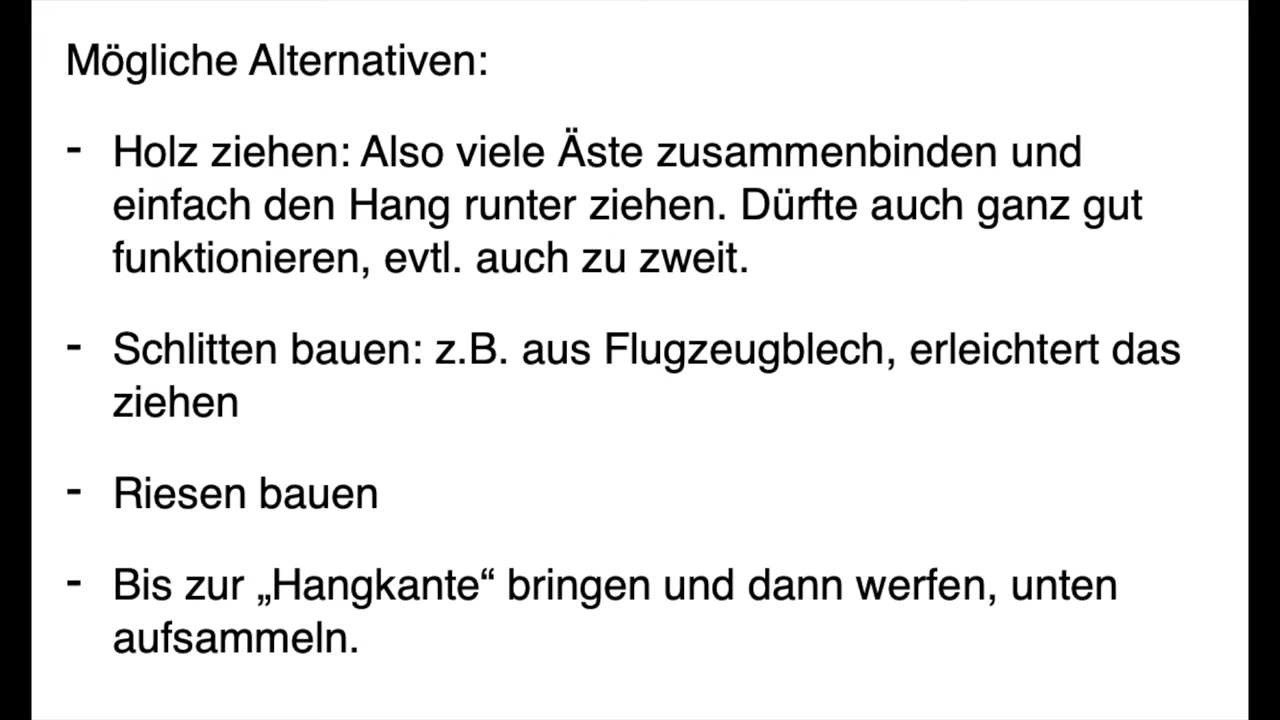 Mögliche Alternativen:
- Holz ziehen: Also viele Äste zusammenbinden und
einfach den Hang runter ziehen. Dürfte auch ganz gut
funktionieren, evtl. auch zu zweit.
- Schlitten bauen: z.B. aus Flugzeugblech, erleichtert das
ziehen
- Riesen bauen
- Bis zur „Hangkante“ bringen und dann werfen, unten
aufsammeln.